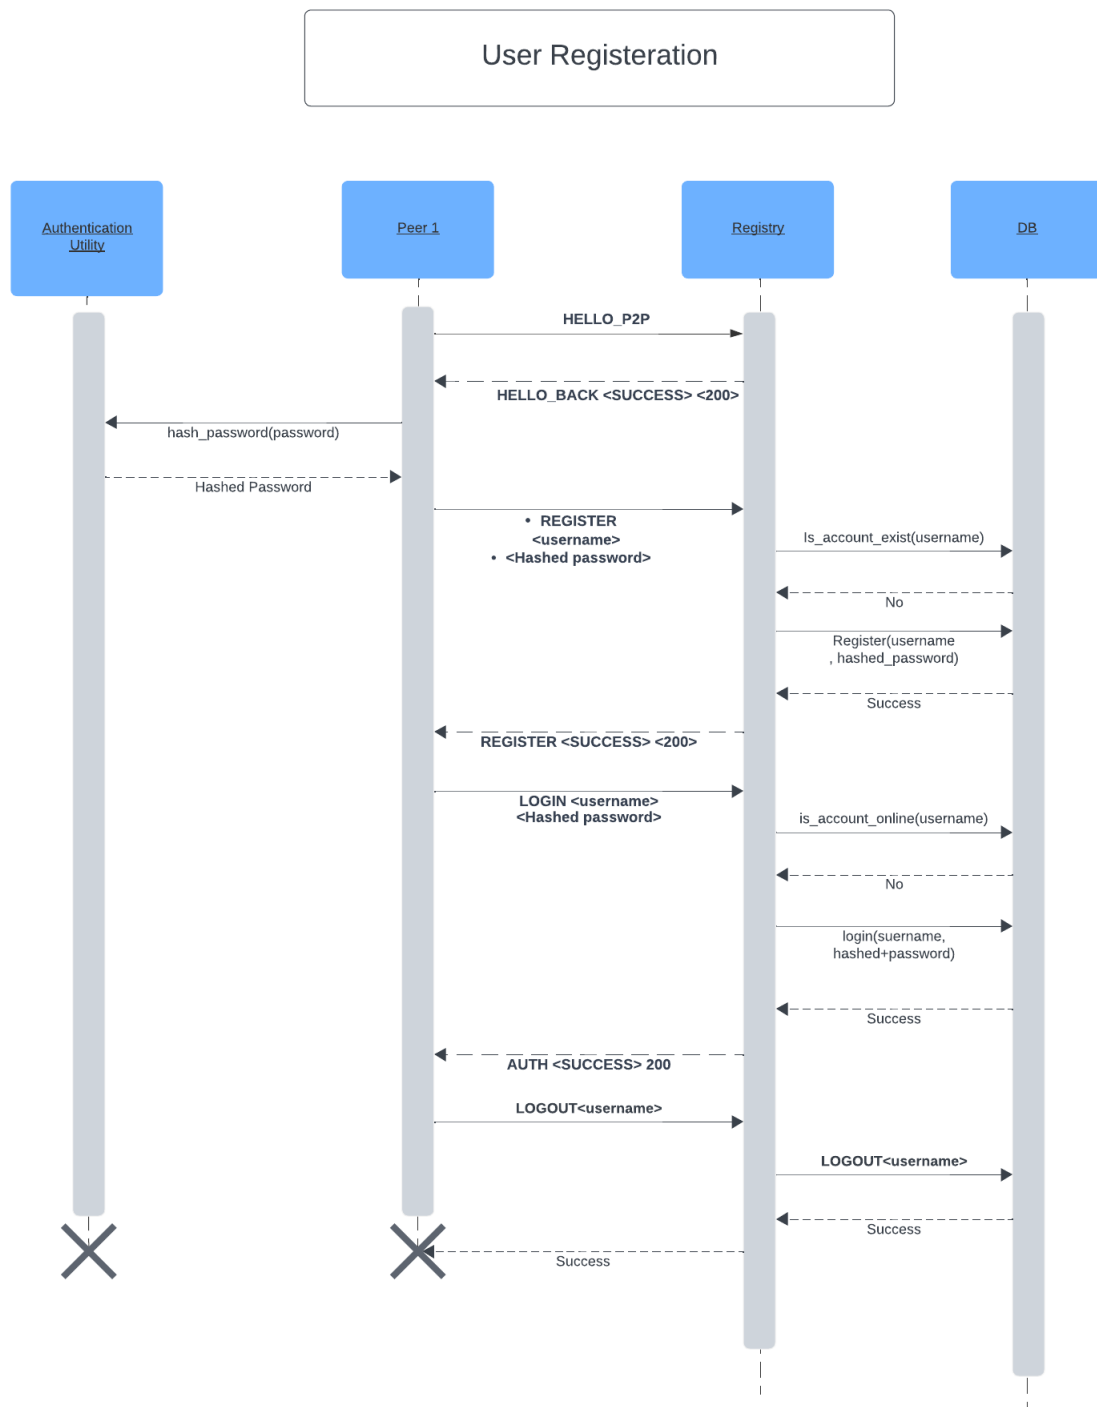 User Registeration
Authentication
Utility
Peer 1
Registry
DB
HELLO_P2P
HELLO_BACK <SUCCESS> <200>
hash_password(password)
Hashed Password
• REGISTER
<username>
• <Hashed password>
Is_account_exist(username)
No
Register(username
, hashed_password)
Success
REGISTER <SUCCESS> <200>
LOGIN <username>
<Hashed password>
is_account_online(username)
No
login(suername,
hashed+password)
Success
AUTH <SUCCESS> 200
LOGOUT<username>
LOGOUT<username>
Success
Success